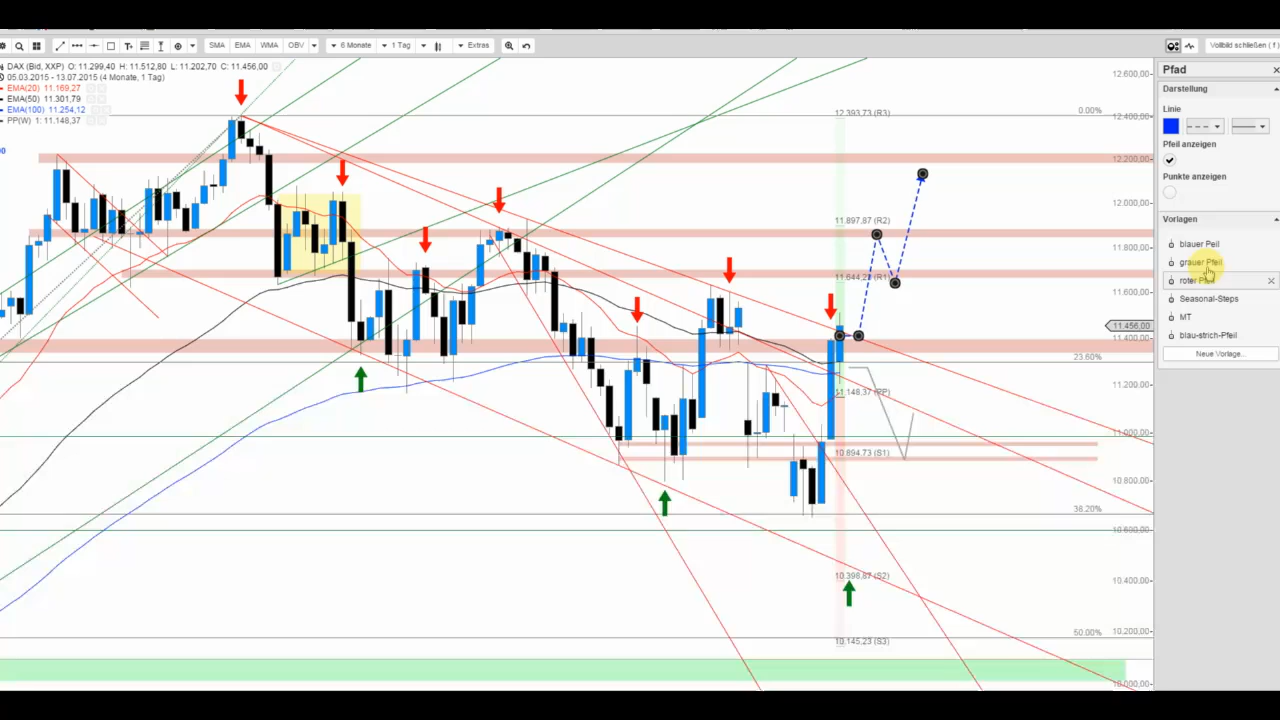 SMA EMA WMA OBV 6 Monate 1 Tag Extras Vollbild schließen ( f )
DAX (Bid, XXP) O: 11.299,40 H: 11.512,80 L: 11.202,70 C: 11.456,00
05.03.2015 - 13.07.2015 (4 Monate, 1 Tag)
EMA(20) 11.169,27
EMA(50) 11.301,79
EMA(100) 11.254,12
PP(W) 1: 11.148,37
00
12.393,73 (R3)
11.897,87 (R2)
11.644,23 (R1)
11.148,37 (PP)
10.894,73 (S1)
10.398,87 (S2)
10.145,23 (S3)
0.00%
23.60%
38.20%
50.00%
12.600,00
12.400,00
12.200,00
12.000,00
11.800,00
11.600,00
11.456,00
11.400,00
11.200,00
11.000,00
10.800,00
10.600,00
10.400,00
10.200,00
10.000,00
Pfad
Darstellung
Linie
Pfeil anzeigen
Punkte anzeigen
Vorlagen
blauer Peil
grauer Pfeil
roter Pfeil
Seasonal-Steps
MT
blau-strich-Pfeil
Neue Vorlage...